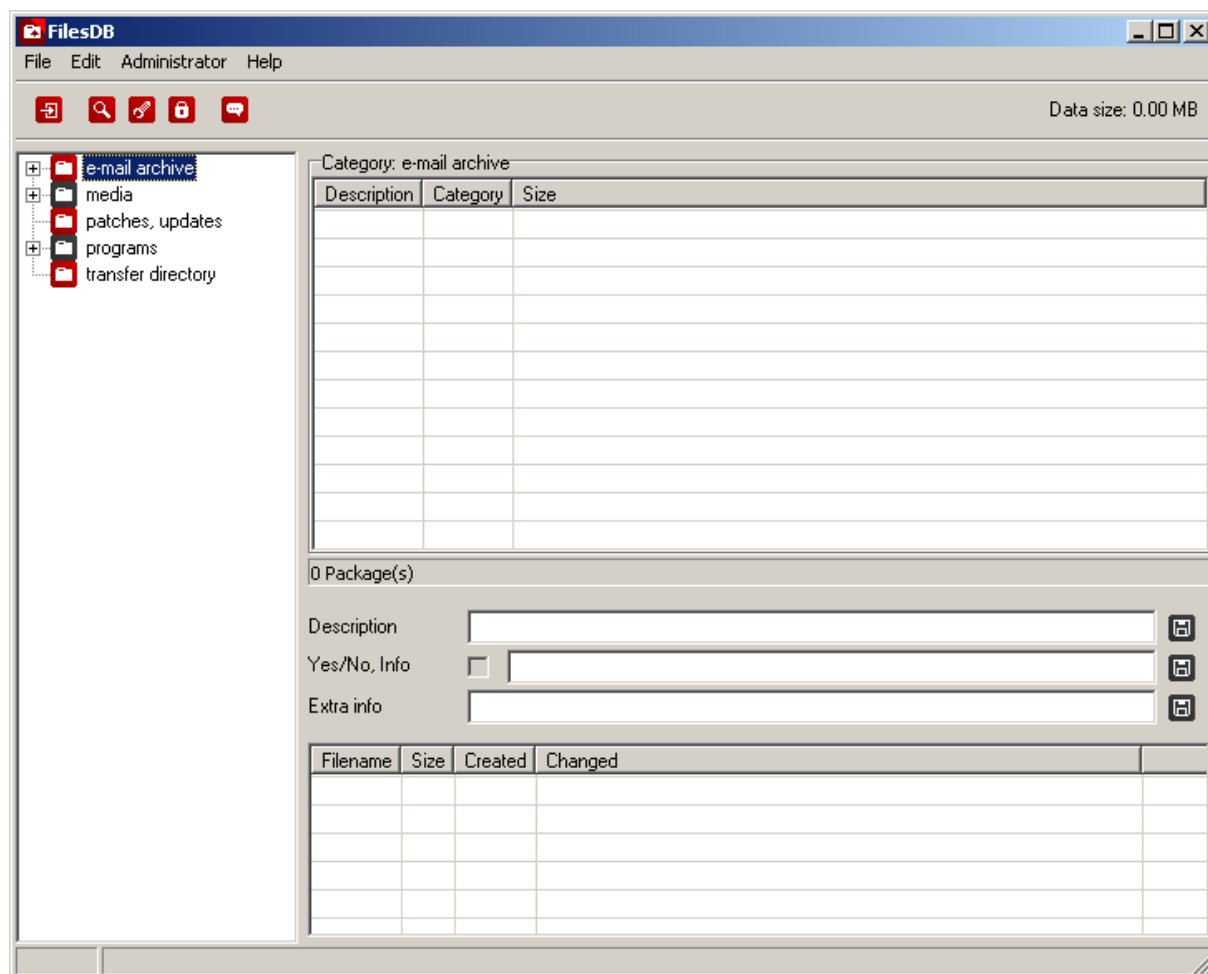 FilesDB
File Edit Administrator Help
Data size: 0.00 MB
e-mail archive
media
patches, updates
programs
transfer directory
Category: e-mail archive
Description Category Size
0 Package(s)
Description
Yes/No, Info
Extra info
Filename Size Created Changed